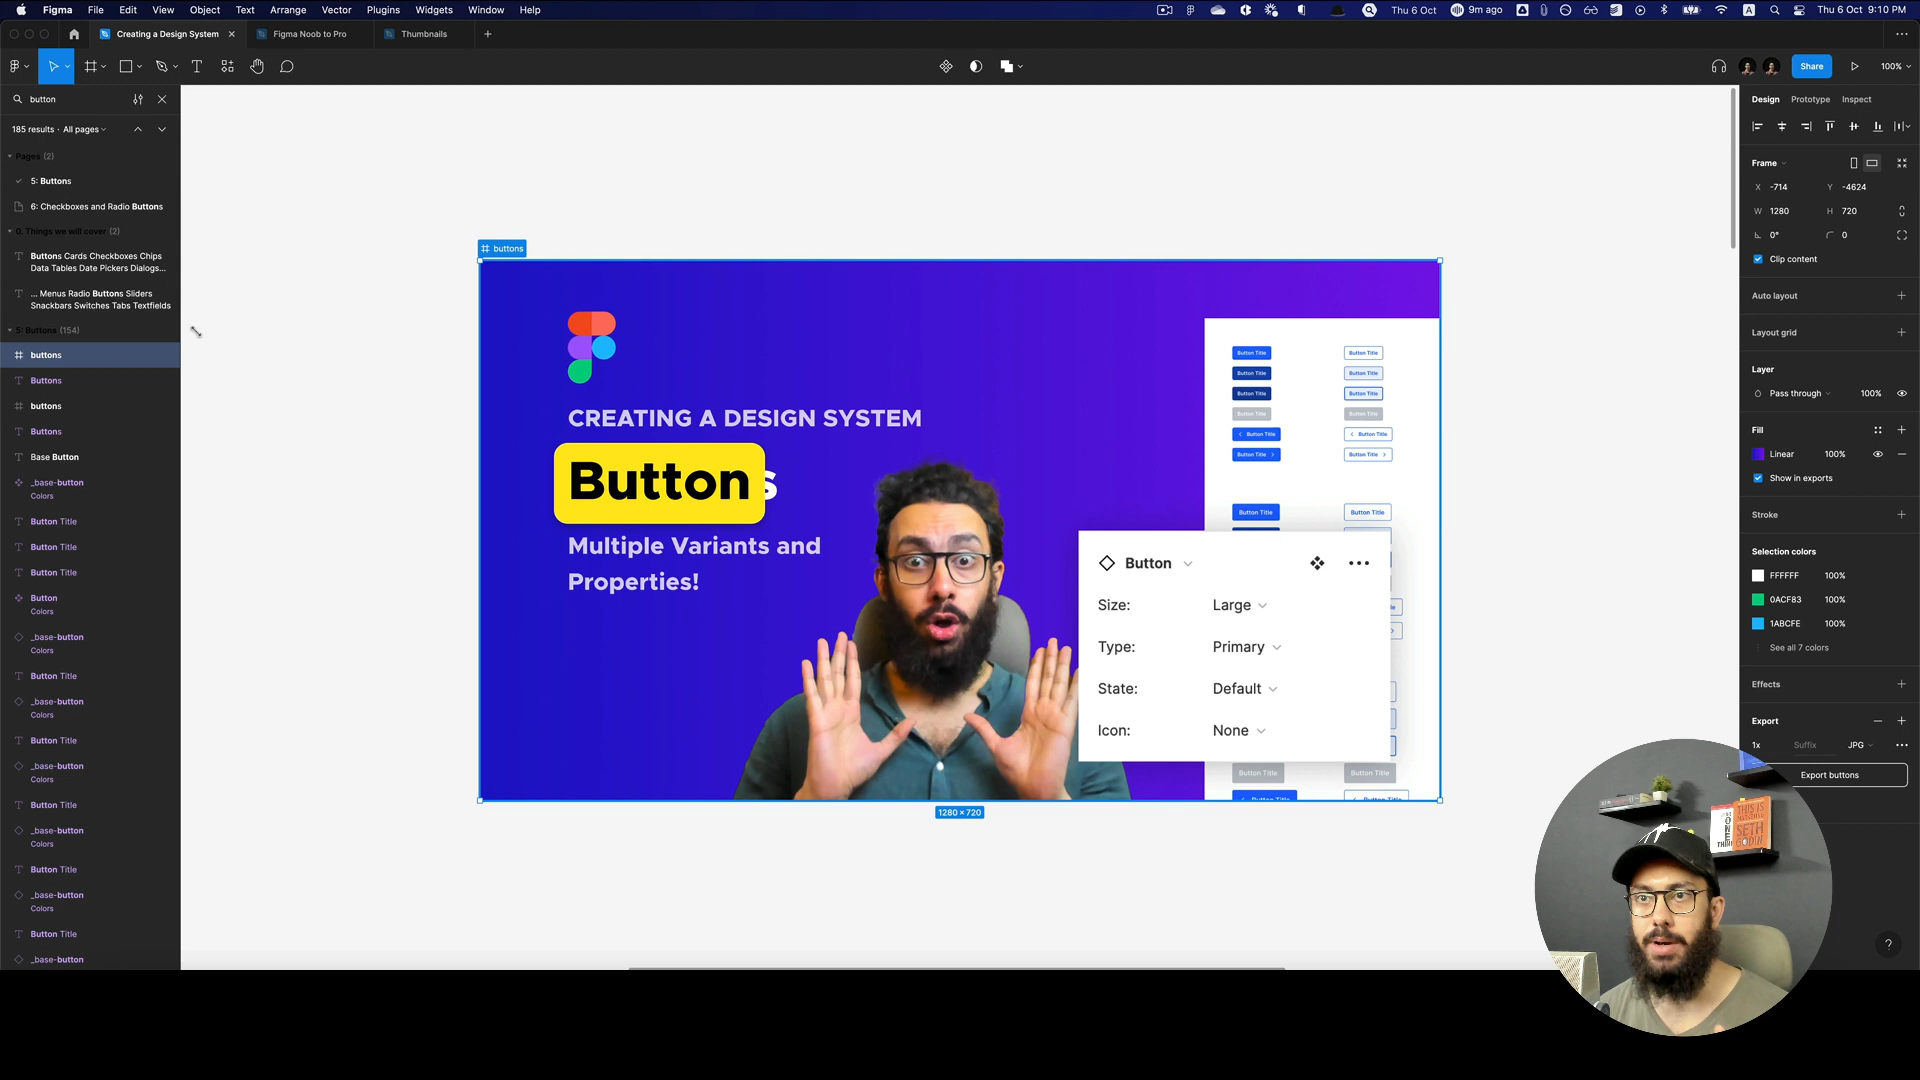 Figma File Edit View Object Text Arrange Vector Plugins Widgets Window Help Thu 6 Oct 9m ago A Thu 6 Oct 9:10 PM
Creating a Design System Figma Noob to Pro Thumbnails
Share 100%
button
185 results · All pages
Pages (2)
5: Buttons
6: Checkboxes and Radio Buttons
0. Things we will cover (2)
Buttons Cards Checkboxes Chips
Data Tables Date Pickers Dialogs...
... Menus Radio Buttons Sliders
Snackbars Switches Tabs Textfields
5: Buttons (154)
buttons
Buttons
buttons
Buttons
Base Button
_base-button
Colors
Button Title
Button Title
Button Title
Button
Colors
_base-button
Colors
Button Title
_base-button
Colors
Button Title
_base-button
Colors
Button Title
_base-button
Colors
Button Title
_base-button
Colors
Button Title
_base-button
buttons
CREATING A DESIGN SYSTEM
Buttons
Multiple Variants and
Properties!
Button Title Button Title
Button Title Button Title
Button Title Button Title
Button Title Button Title
Button Title Button Title
Button Title Button Title
Button Title Button Title
Button
Size: Large
Type: Primary
State: Default
Icon: None
Button Title Button Title
Button Title Button Title
1280 × 720
Design Prototype Inspect
Frame
X -714 Y -4624
W 1280 H 720
0° 0
Clip content
Auto layout
Layout grid
Layer
Pass through 100%
Fill
Linear 100%
Show in exports
Stroke
Selection colors
FFFFFF 100%
0ACF83 100%
1ABCFE 100%
See all 7 colors
Effects
Export
1x Suffix JPG
Export buttons
THIS IS
MARKETING
SETH
GODIN
ONE
THING
?